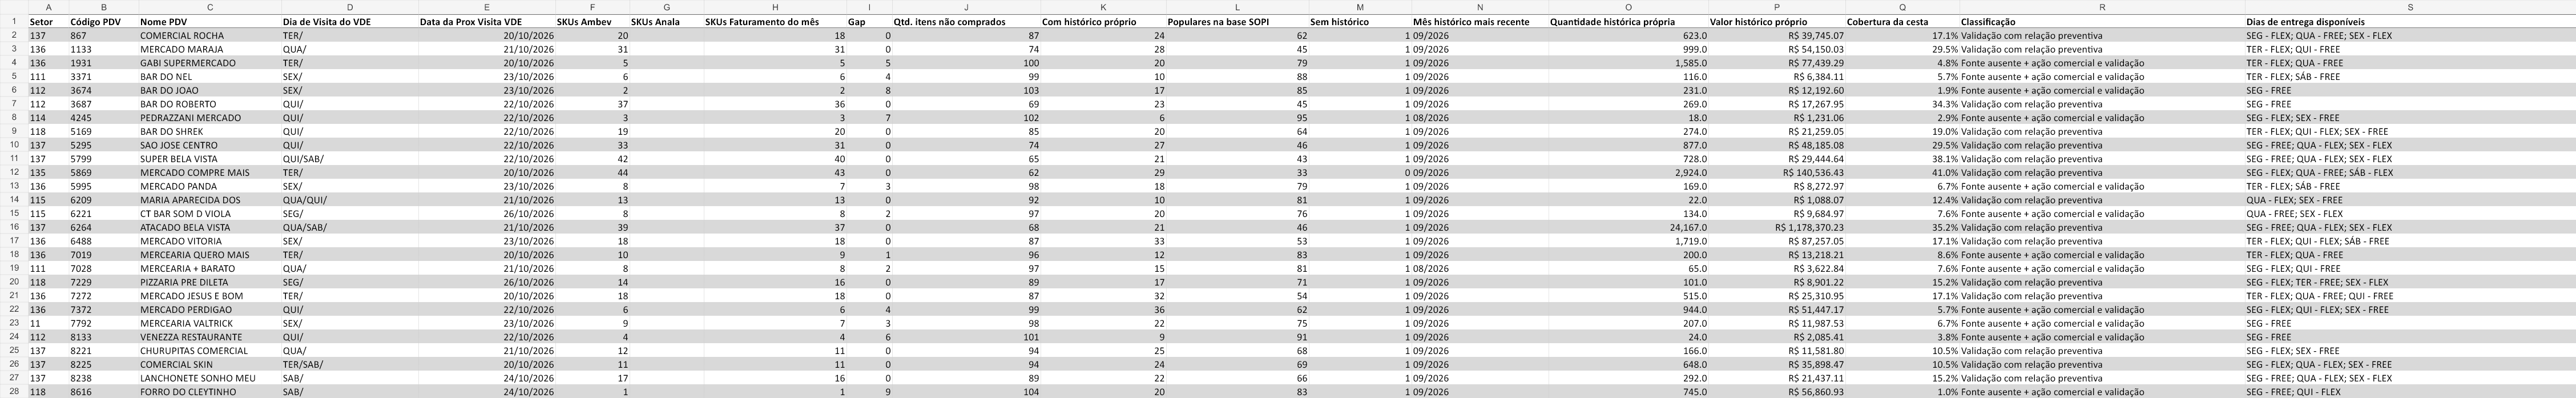 A B C D E F G H I J K L M N O P Q R S
1 Setor Código PDV Nome PDV Dia de Visita do VDE Data da Prox Visita VDE SKUs Ambev SKUs Anala SKUs Faturamento do mês Gap Qtd. itens não comprados Com histórico próprio Populares na base SOPI Sem histórico Mês histórico mais recente Quantidade histórica própria Valor histórico próprio Cobertura da cesta Classificação Dias de entrega disponíveis
2 137 867 COMERCIAL ROCHA TER/ 20/10/2026 20 18 0 87 24 62 1 09/2026 623.0 R$ 39,745.07 17.1% Validação com relação preventiva SEG - FLEX; QUA - FREE; SEX - FLEX
3 136 1133 MERCADO MARAJA QUA/ 21/10/2026 31 31 0 74 28 45 1 09/2026 999.0 R$ 54,150.03 29.5% Validação com relação preventiva TER - FLEX; QUI - FREE
4 136 1931 GABI SUPERMERCADO TER/ 20/10/2026 5 5 5 100 20 79 1 09/2026 1,585.0 R$ 77,439.29 4.8% Fonte ausente + ação comercial e validação TER - FLEX; QUA - FREE
5 111 3371 BAR DO NEL SEX/ 23/10/2026 6 6 4 99 10 88 1 09/2026 116.0 R$ 6,384.11 5.7% Fonte ausente + ação comercial e validação TER - FLEX; SÁB - FREE
6 112 3674 BAR DO JOAO SEX/ 23/10/2026 2 2 8 103 17 85 1 09/2026 231.0 R$ 12,192.60 1.9% Fonte ausente + ação comercial e validação SEG - FREE
7 112 3687 BAR DO ROBERTO QUI/ 22/10/2026 37 36 0 69 23 45 1 09/2026 269.0 R$ 17,267.95 34.3% Validação com relação preventiva SEG - FREE
8 114 4245 PEDRAZZANI MERCADO QUI/ 22/10/2026 3 3 7 102 6 95 1 08/2026 18.0 R$ 1,231.06 2.9% Fonte ausente + ação comercial e validação SEG - FLEX; SEX - FREE
9 118 5169 BAR DO SHREK QUI/ 22/10/2026 19 20 0 85 20 64 1 09/2026 274.0 R$ 21,259.05 19.0% Validação com relação preventiva TER - FLEX; QUI - FLEX; SEX - FREE
10 137 5295 SAO JOSE CENTRO QUI/ 22/10/2026 33 31 0 74 27 46 1 09/2026 877.0 R$ 48,185.08 29.5% Validação com relação preventiva SEG - FREE; QUA - FLEX; SEX - FLEX
11 137 5799 SUPER BELA VISTA QUI/SAB/ 22/10/2026 42 40 0 65 21 43 1 09/2026 728.0 R$ 29,444.64 38.1% Validação com relação preventiva SEG - FREE; QUA - FLEX; SEX - FLEX
12 135 5869 MERCADO COMPRE MAIS TER/ 20/10/2026 44 43 0 62 29 33 0 09/2026 2,924.0 R$ 140,536.43 41.0% Validação com relação preventiva SEG - FLEX; QUA - FREE; SÁB - FLEX
13 136 5995 MERCADO PANDA SEX/ 23/10/2026 8 7 3 98 18 79 1 09/2026 169.0 R$ 8,272.97 6.7% Fonte ausente + ação comercial e validação TER - FLEX; SÁB - FREE
14 115 6209 MARIA APARECIDA DOS QUA/QUI/ 21/10/2026 13 13 0 92 10 81 1 09/2026 22.0 R$ 1,088.07 12.4% Validação com relação preventiva QUA - FLEX; SEX - FREE
15 115 6221 CT BAR SOM D VIOLA SEG/ 26/10/2026 8 8 2 97 20 76 1 09/2026 134.0 R$ 9,684.97 7.6% Fonte ausente + ação comercial e validação QUA - FREE; SEX - FLEX
16 137 6264 ATACADO BELA VISTA QUA/SAB/ 21/10/2026 39 37 0 68 21 46 1 09/2026 24,167.0 R$ 1,178,370.23 35.2% Validação com relação preventiva SEG - FREE; QUA - FLEX; SEX - FLEX
17 136 6488 MERCADO VITORIA SEX/ 23/10/2026 18 18 0 87 33 53 1 09/2026 1,719.0 R$ 87,257.05 17.1% Validação com relação preventiva TER - FLEX; QUI - FLEX; SÁB - FREE
18 136 7019 MERCEARIA QUERO MAIS TER/ 20/10/2026 10 9 1 96 12 83 1 09/2026 200.0 R$ 13,218.21 8.6% Fonte ausente + ação comercial e validação TER - FLEX; QUA - FREE
19 111 7028 MERCEARIA + BARATO QUA/ 21/10/2026 8 8 2 97 15 81 1 08/2026 65.0 R$ 3,622.84 7.6% Fonte ausente + ação comercial e validação SEG - FLEX; QUI - FREE
20 118 7229 PIZZARIA PRE DILETA SEG/ 26/10/2026 14 16 0 89 17 71 1 09/2026 101.0 R$ 8,901.22 15.2% Validação com relação preventiva SEG - FLEX; TER - FREE; SEX - FLEX
21 136 7272 MERCADO JESUS E BOM TER/ 20/10/2026 18 18 0 87 32 54 1 09/2026 515.0 R$ 25,310.95 17.1% Validação com relação preventiva TER - FLEX; QUA - FREE; QUI - FREE
22 136 7372 MERCADO PERDIGAO QUI/ 22/10/2026 6 6 4 99 36 62 1 09/2026 944.0 R$ 51,447.17 5.7% Fonte ausente + ação comercial e validação SEG - FLEX; QUI - FLEX; SEX - FREE
23 11 7792 MERCEARIA VALTRICK SEX/ 23/10/2026 9 7 3 98 22 75 1 09/2026 207.0 R$ 11,987.53 6.7% Fonte ausente + ação comercial e validação SEG - FREE
24 112 8133 VENEZZA RESTAURANTE QUI/ 22/10/2026 4 4 6 101 9 91 1 09/2026 24.0 R$ 2,085.41 3.8% Fonte ausente + ação comercial e validação SEG - FREE
25 137 8221 CHURUPITAS COMERCIAL QUA/ 21/10/2026 12 11 0 94 25 68 1 09/2026 166.0 R$ 11,581.80 10.5% Validação com relação preventiva SEG - FLEX; SEX - FREE
26 137 8225 COMERCIAL SKIN TER/SAB/ 20/10/2026 11 11 0 94 24 69 1 09/2026 648.0 R$ 35,898.47 10.5% Validação com relação preventiva SEG - FLEX; QUA - FLEX; SEX - FREE
27 137 8238 LANCHONETE SONHO MEU SAB/ 24/10/2026 17 16 0 89 22 66 1 09/2026 292.0 R$ 21,437.11 15.2% Validação com relação preventiva SEG - FREE; QUA - FLEX; SEX - FLEX
28 118 8616 FORRO DO CLEYTINHO SAB/ 24/10/2026 1 1 9 104 20 83 1 09/2026 745.0 R$ 56,860.93 1.0% Fonte ausente + ação comercial e validação SEG - FREE; QUI - FLEX